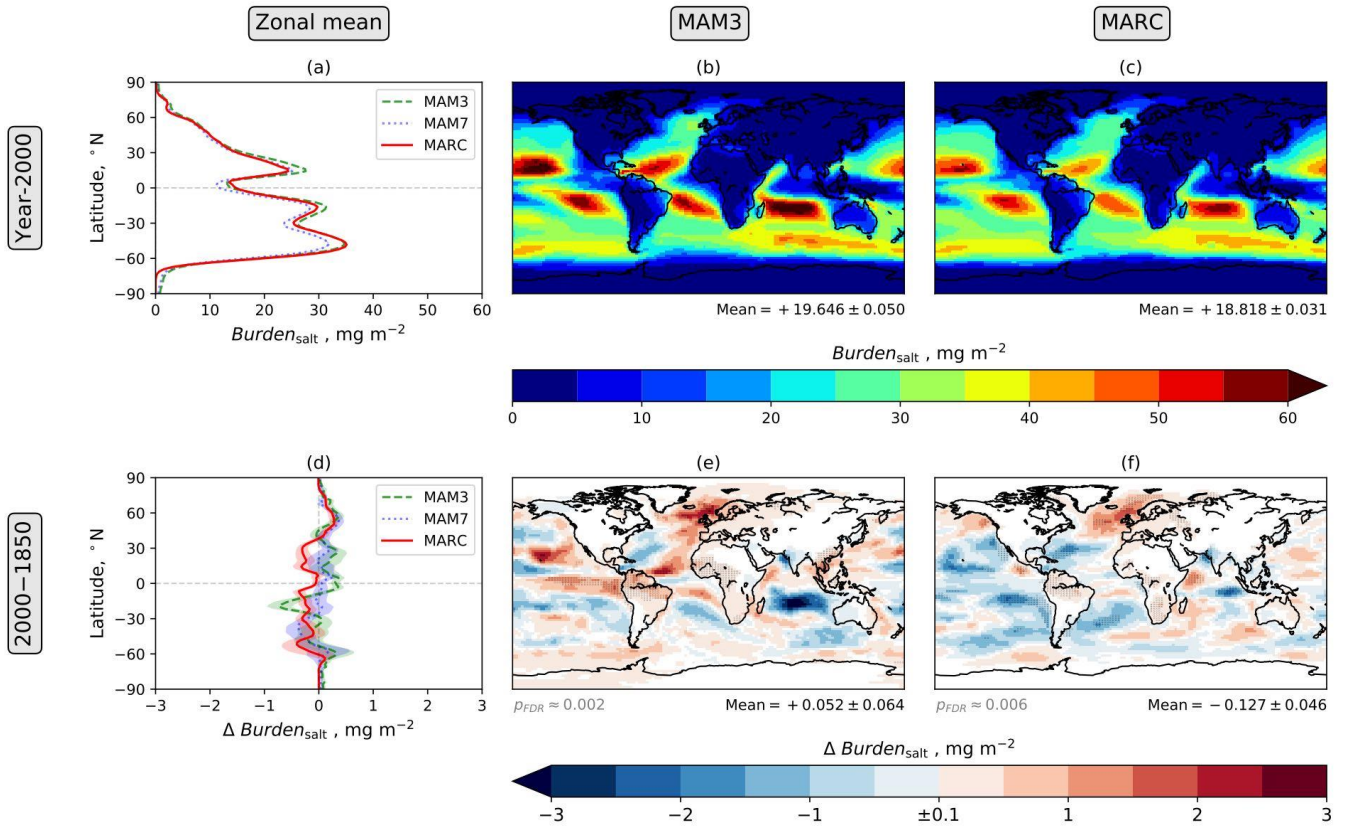 Zonal mean
MAM3
MARC
Year-2000
(a)
90
60
30
0
−30
−60
−90
Latitude, °N
MAM3
MAM7
MARC
0 10 20 30 40 50 60
Burden_salt , mg m−2
(b)
Mean = +19.646 ± 0.050
(c)
Mean = +18.818 ± 0.031
Burden_salt , mg m−2
0 10 20 30 40 50 60
2000−1850
(d)
90
60
30
0
−30
−60
−90
Latitude, °N
MAM3
MAM7
MARC
−3 −2 −1 0 1 2 3
Δ Burden_salt , mg m−2
(e)
p_FDR ≈ 0.002 Mean = +0.052 ± 0.064
(f)
p_FDR ≈ 0.006 Mean = −0.127 ± 0.046
Δ Burden_salt , mg m−2
−3 −2 −1 ±0.1 1 2 3